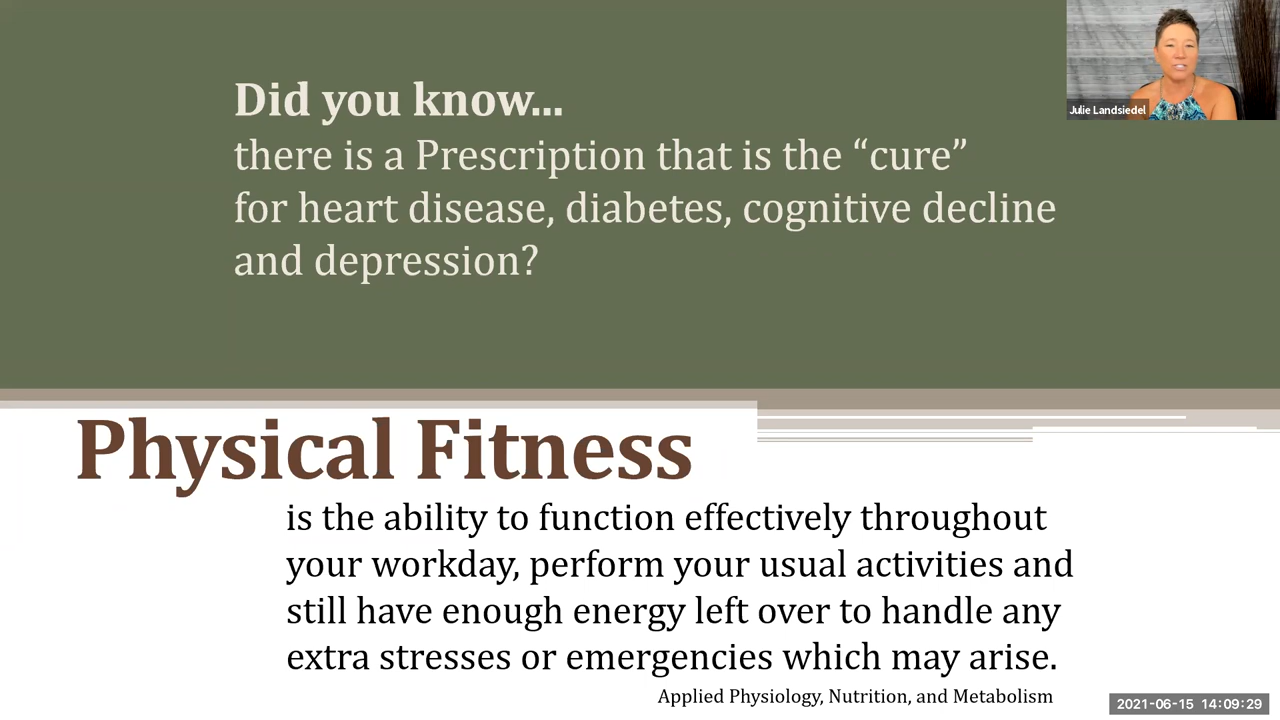 Did you know...
there is a Prescription that is the “cure”
for heart disease, diabetes, cognitive decline
and depression?
Julie Landsiedel
Physical Fitness
is the ability to function effectively throughout
your workday, perform your usual activities and
still have enough energy left over to handle any
extra stresses or emergencies which may arise.
Applied Physiology, Nutrition, and Metabolism
2021-06-15 14:09:29